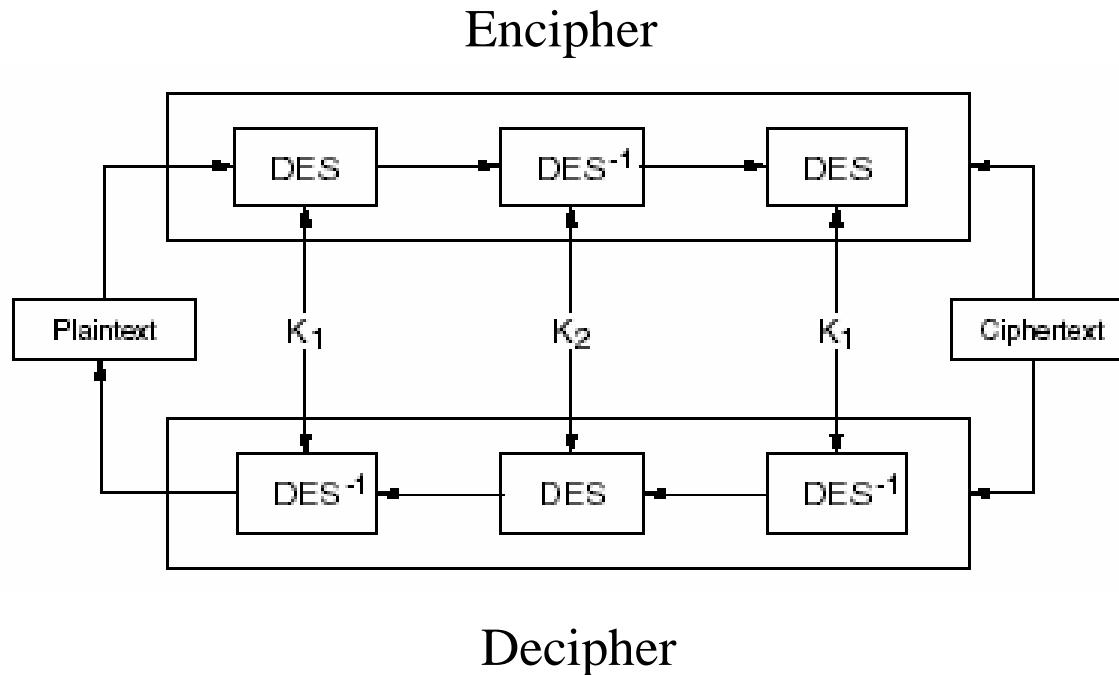 Encipher
DES DES⁻¹ DES
Plaintext K₁ K₂ K₁ Ciphertext
DES⁻¹ DES DES⁻¹
Decipher